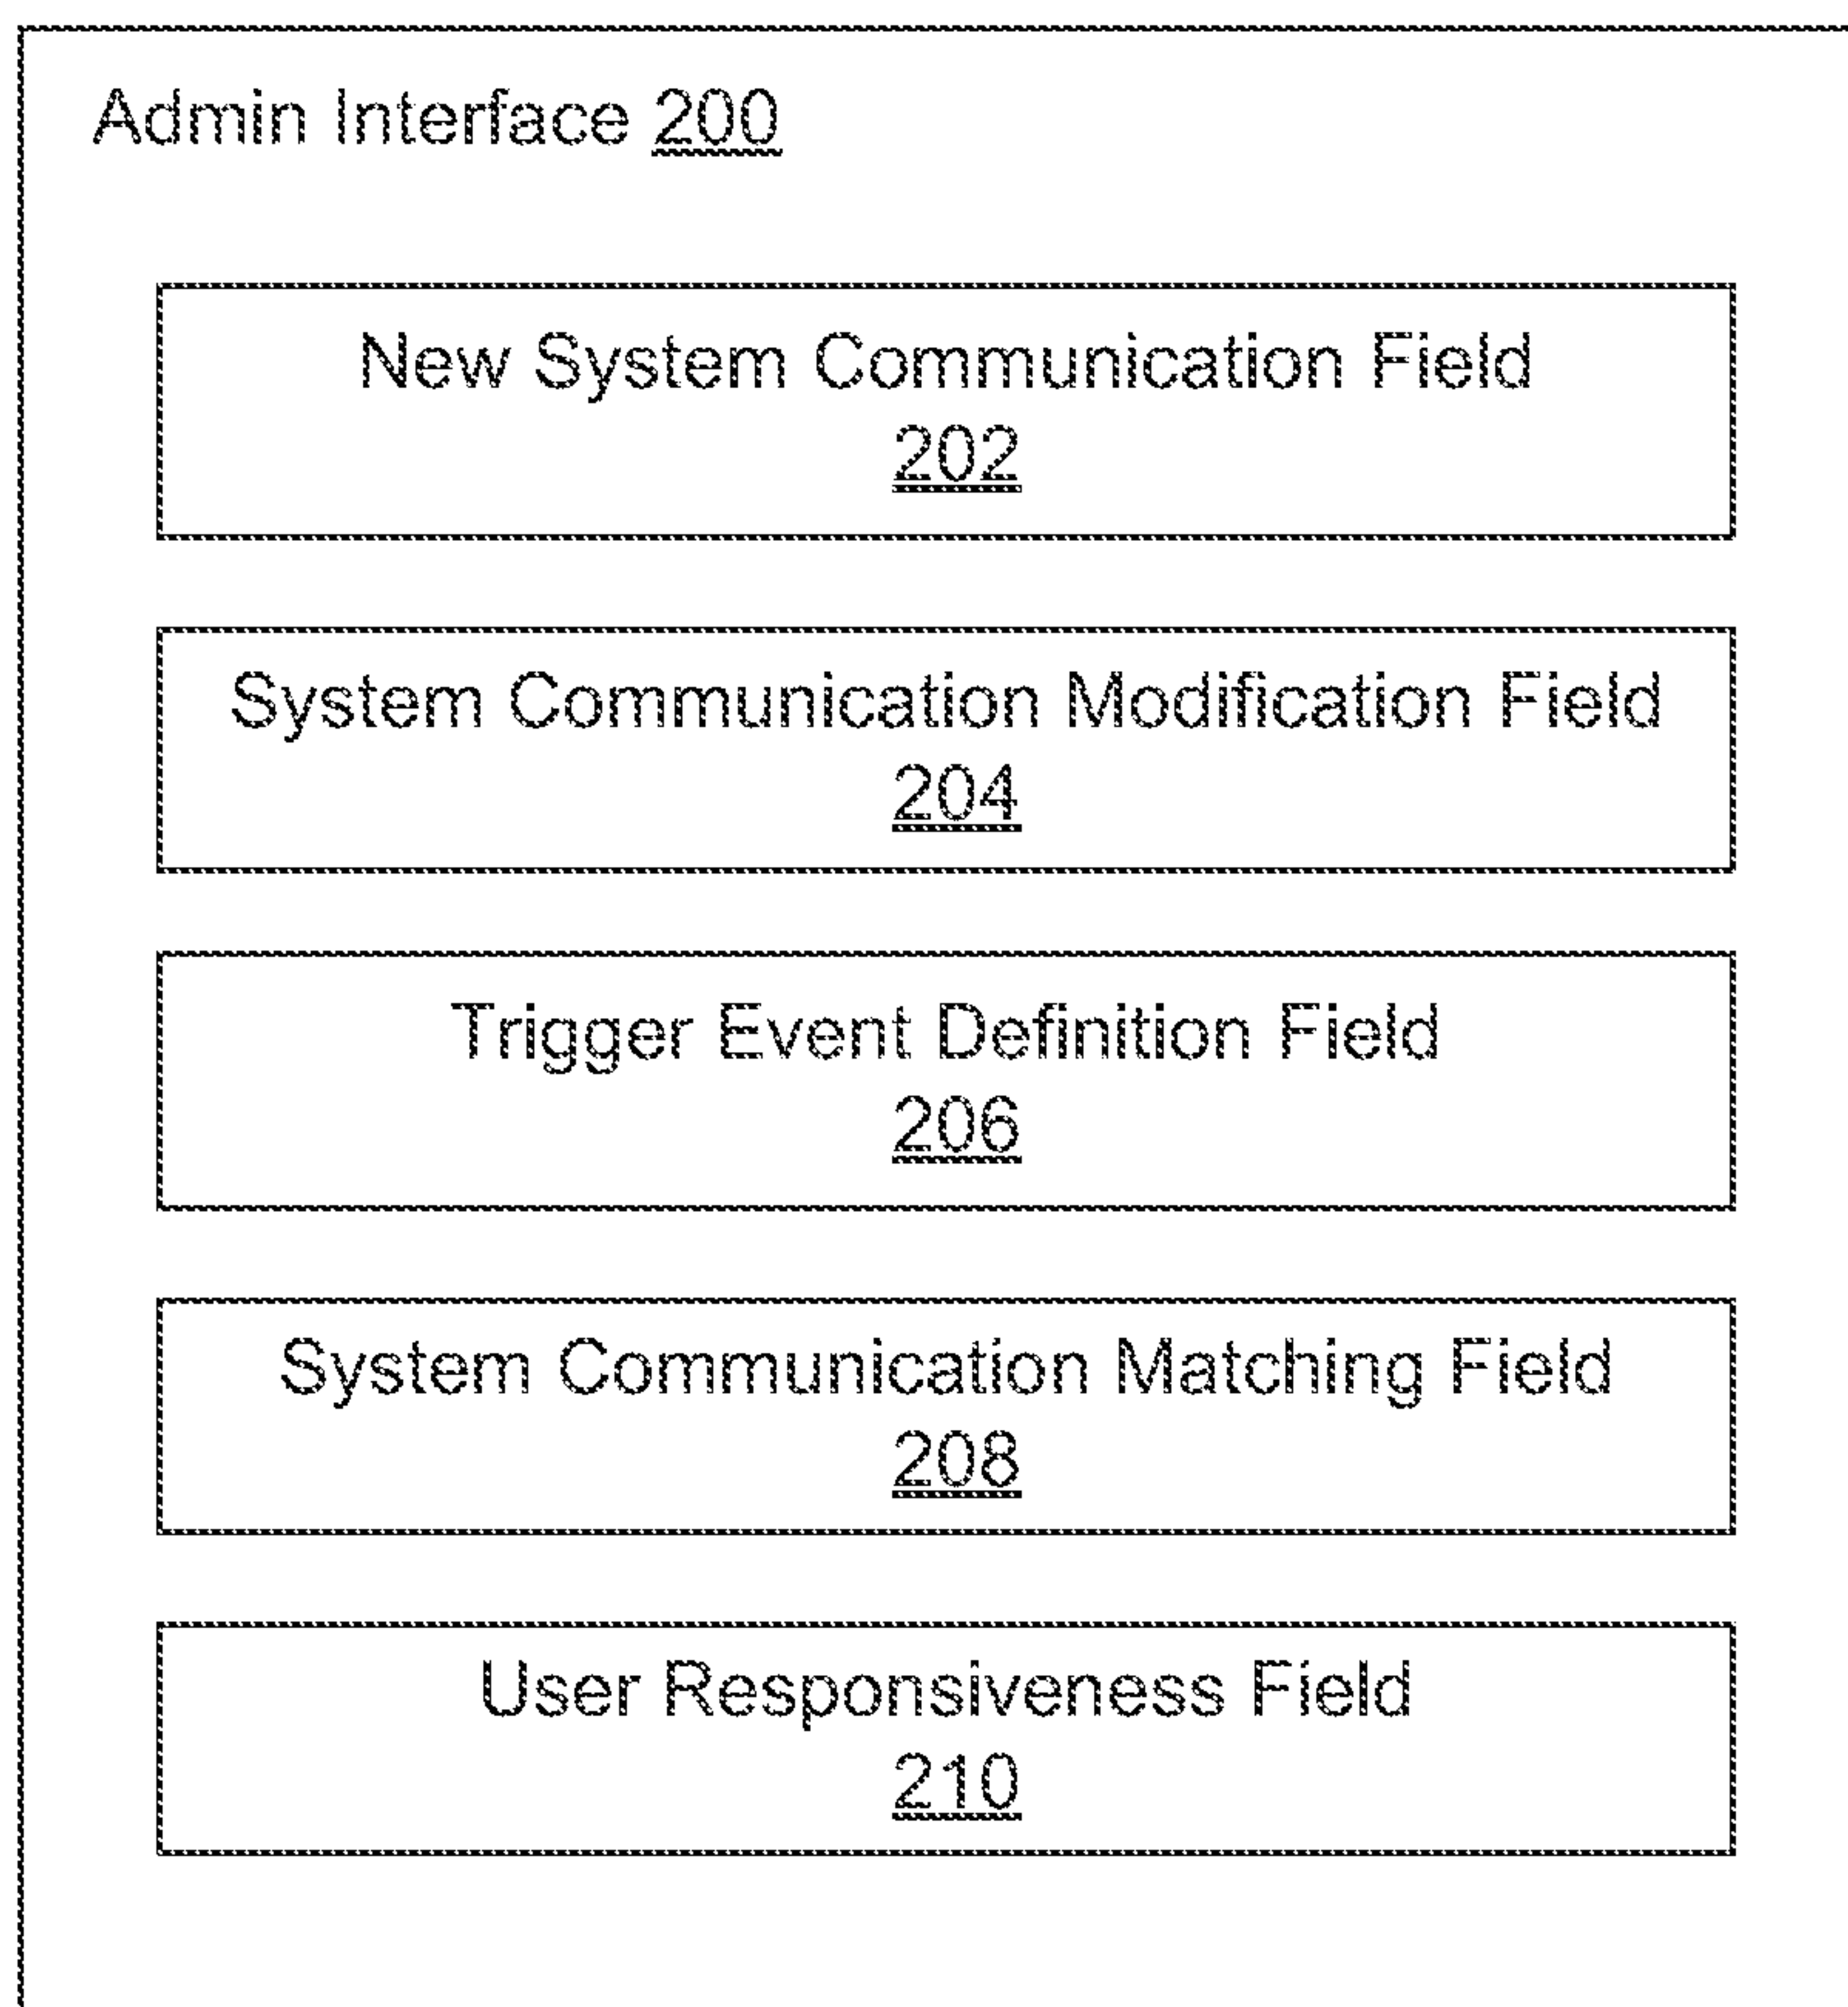 Admin Interface 200
New System Communication Field
202
System Communication Modification Field
204
Trigger Event Definition Field
206
System Communication Matching Field
208
User Responsiveness Field
210